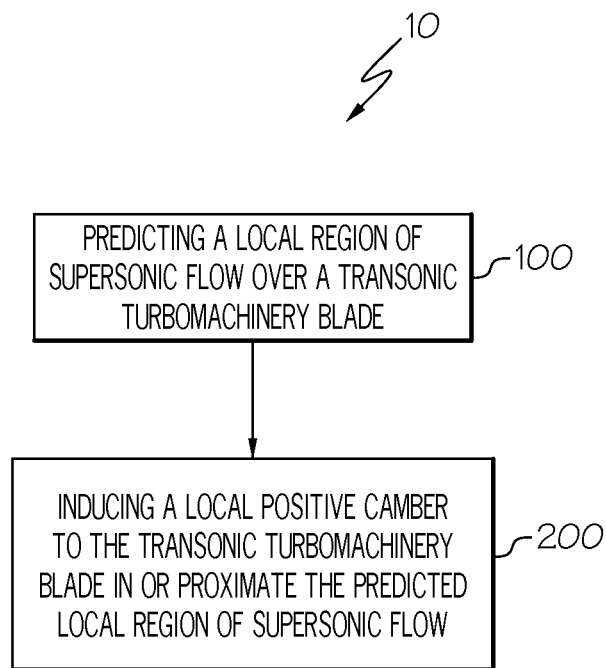 10
PREDICTING A LOCAL REGION OF
SUPERSONIC FLOW OVER A TRANSONIC
TURBOMACHINERY BLADE
100
INDUCING A LOCAL POSITIVE CAMBER
TO THE TRANSONIC TURBOMACHINERY
BLADE IN OR PROXIMATE THE PREDICTED
LOCAL REGION OF SUPERSONIC FLOW
200